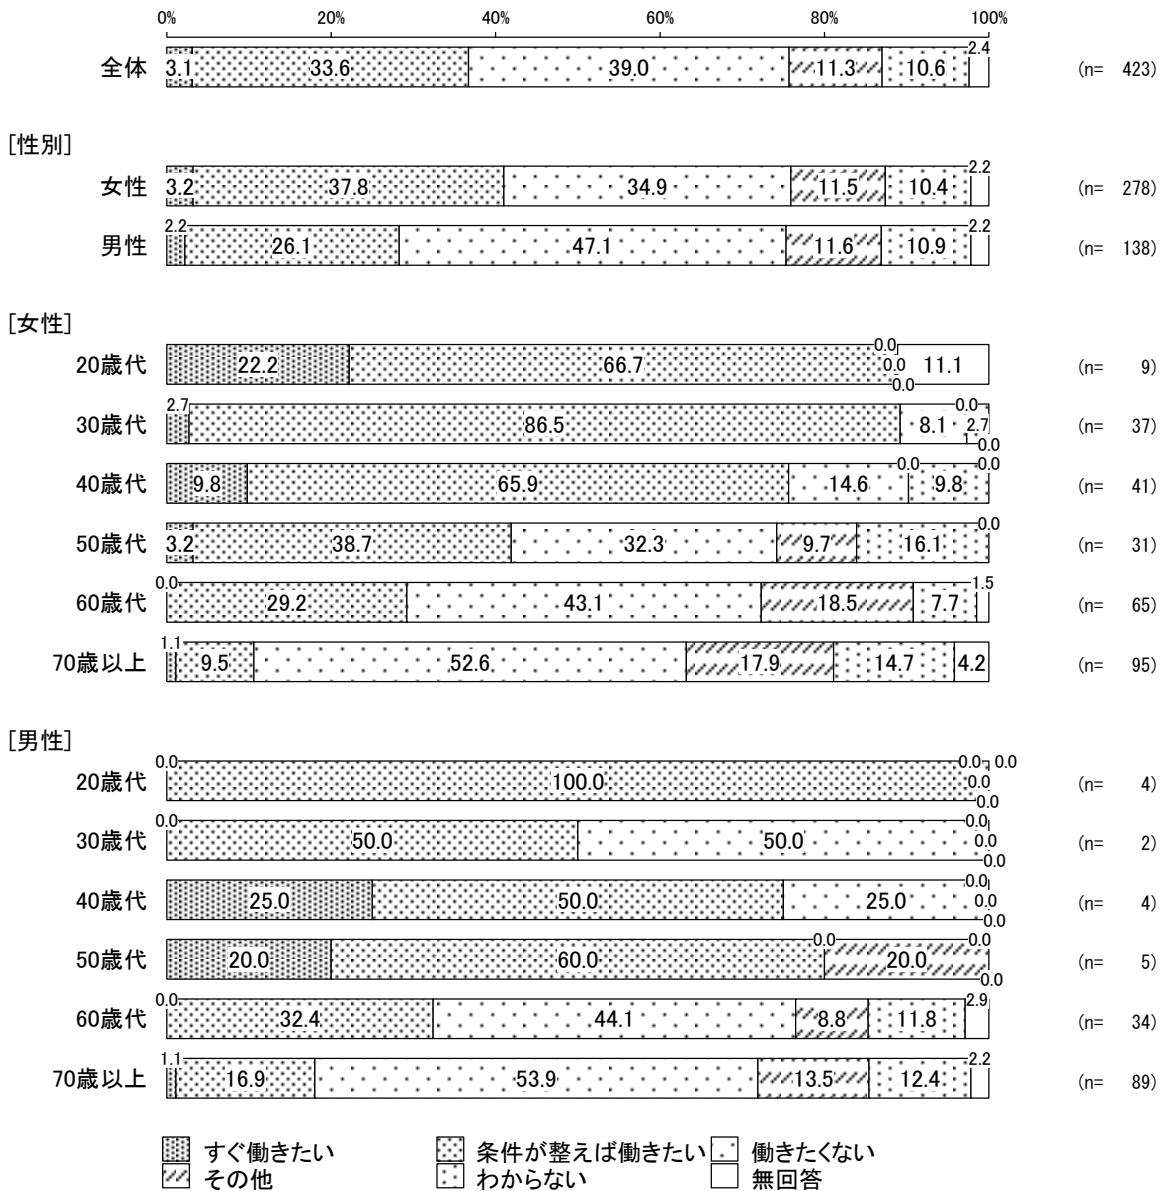 0% 20% 40% 60% 80% 100%
全体 3.1 33.6 39.0 11.3 10.6 2.4 (n= 423)
[性別]
女性 3.2 37.8 34.9 11.5 10.4 2.2 (n= 278)
男性 2.2 26.1 47.1 11.6 10.9 2.2 (n= 138)
[女性]
20歳代 22.2 66.7 0.0 0.0 0.0 11.1 (n= 9)
30歳代 2.7 86.5 8.1 0.0 2.7 0.0 (n= 37)
40歳代 9.8 65.9 14.6 0.0 9.8 0.0 (n= 41)
50歳代 3.2 38.7 32.3 9.7 16.1 0.0 (n= 31)
60歳代 0.0 29.2 43.1 18.5 7.7 1.5 (n= 65)
70歳以上 1.1 9.5 52.6 17.9 14.7 4.2 (n= 95)
[男性]
20歳代 0.0 100.0 0.0 0.0 0.0 0.0 (n= 4)
30歳代 0.0 50.0 50.0 0.0 0.0 0.0 (n= 2)
40歳代 25.0 50.0 25.0 0.0 0.0 0.0 (n= 4)
50歳代 20.0 60.0 0.0 20.0 0.0 0.0 (n= 5)
60歳代 0.0 32.4 44.1 8.8 11.8 2.9 (n= 34)
70歳以上 1.1 16.9 53.9 13.5 12.4 2.2 (n= 89)
すぐ働きたい 条件が整えば働きたい 働きたくない
その他 わからない 無回答